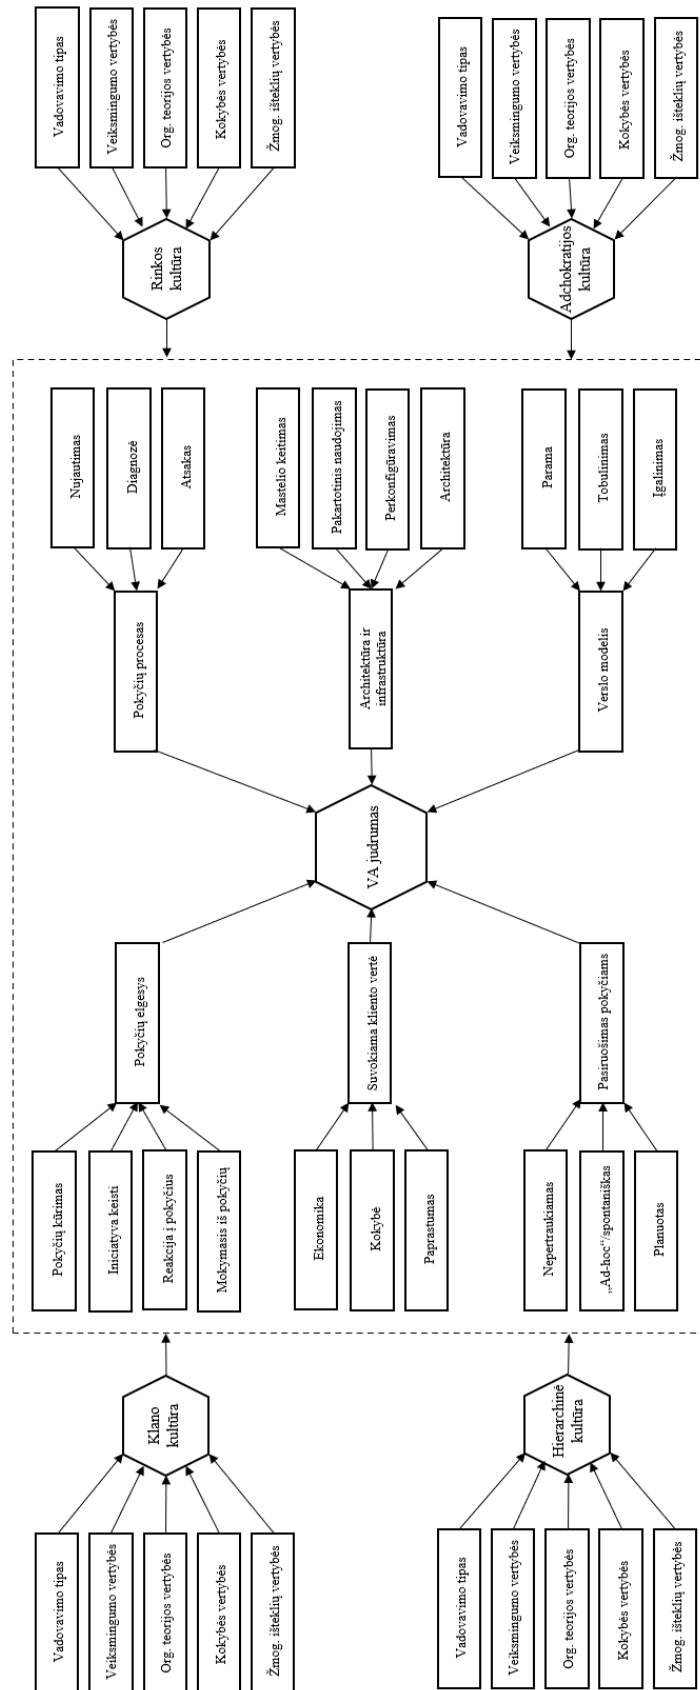 Vadovavimo tipas
Veiksmingumo vertybės
Org. teorijos vertybės
Kokybės vertybės
Žmog. išteklių vertybės
Klano
kultūra
Pokyčių kūrimas
Iniciatyva keisti
Reakcija į pokyčius
Mokymasis iš pokyčių
Pokyčių elgesys
Pokyčių procesas
Nujautimas
Diagnozė
Atsakas
Rinkos
kultūra
Vadovavimo tipas
Veiksmingumo vertybės
Org. teorijos vertybės
Kokybės vertybės
Žmog. išteklių vertybės
Ekonomika
Kokybė
Paprastumas
Suvokiama kliento vertė
VA judrumas
Architektūra ir
infrastruktūra
Mastelio keitimas
Pakartotinis naudojimas
Perkonfigūravimas
Architektūra
Vadovavimo tipas
Veiksmingumo vertybės
Org. teorijos vertybės
Kokybės vertybės
Žmog. išteklių vertybės
Hierarchinė
kultūra
Nepertraukiamas
„Ad-hoc“/spontaniškas
Planuotas
Pasiruošimas pokyčiams
Verslo modelis
Parama
Tobulinimas
Įgalinimas
Adchokratijos
kultūra
Vadovavimo tipas
Veiksmingumo vertybės
Org. teorijos vertybės
Kokybės vertybės
Žmog. išteklių vertybės